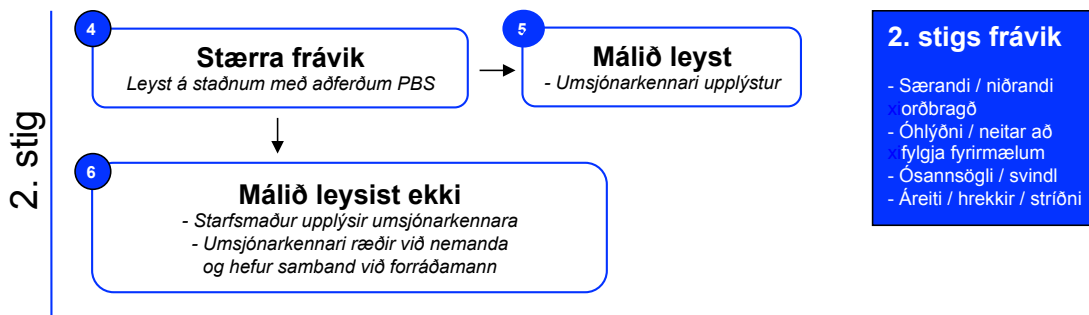 2. stig
4
Stærra frávik
Leyst á staðnum með aðferðum PBS
5
Málið leyst
- Umsjónarkennari upplýstur
6
Málið leysist ekki
- Starfsmaður upplýsir umsjónarkennara
- Umsjónarkennari ræðir við nemanda
og hefur samband við forráðamann
2. stigs frávik
- Særandi / niðrandi
xiorðbragð
- Óhlýðni / neitar að
xifylgja fyrirmælum
- Ósannsögli / svindl
- Áreiti / hrekkir / stríðni